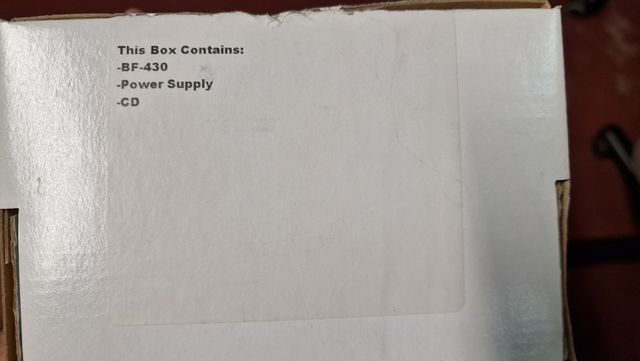 This Box Contains:
-BF-430
-Power Supply
-CD